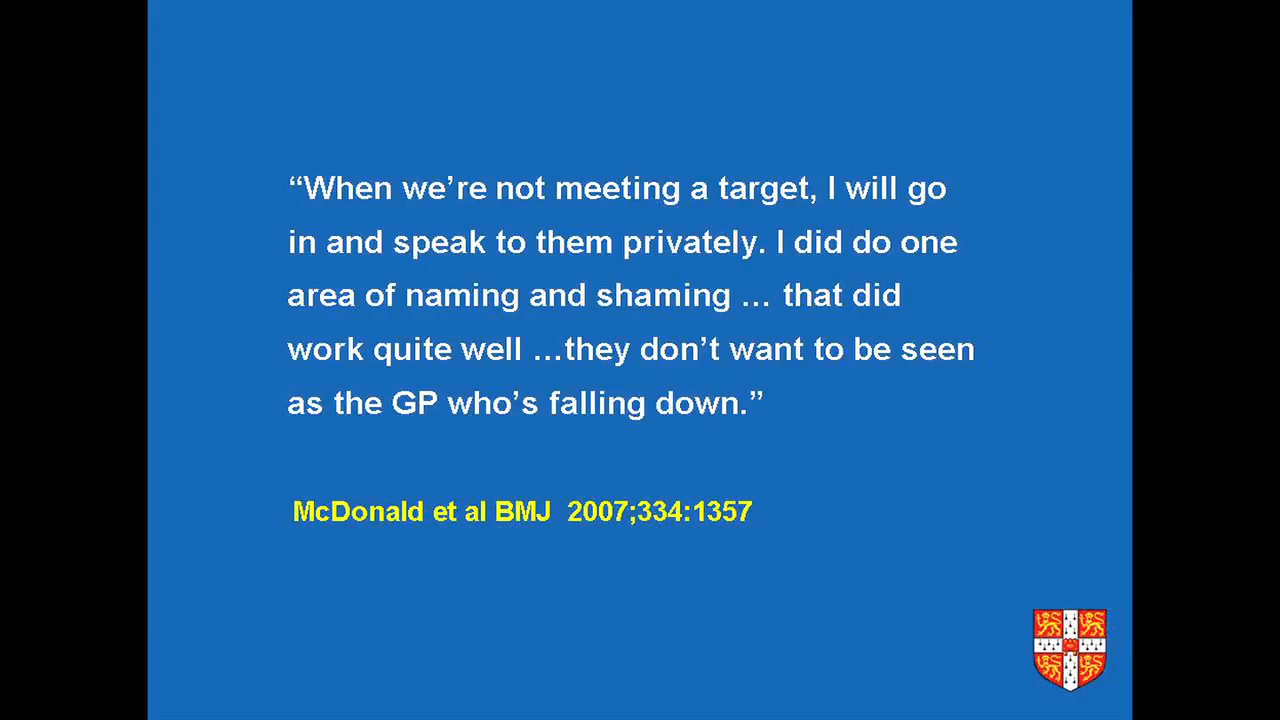 “When we’re not meeting a target, I will go
in and speak to them privately. I did do one
area of naming and shaming … that did
work quite well …they don’t want to be seen
as the GP who’s falling down.”
McDonald et al BMJ  2007;334:1357